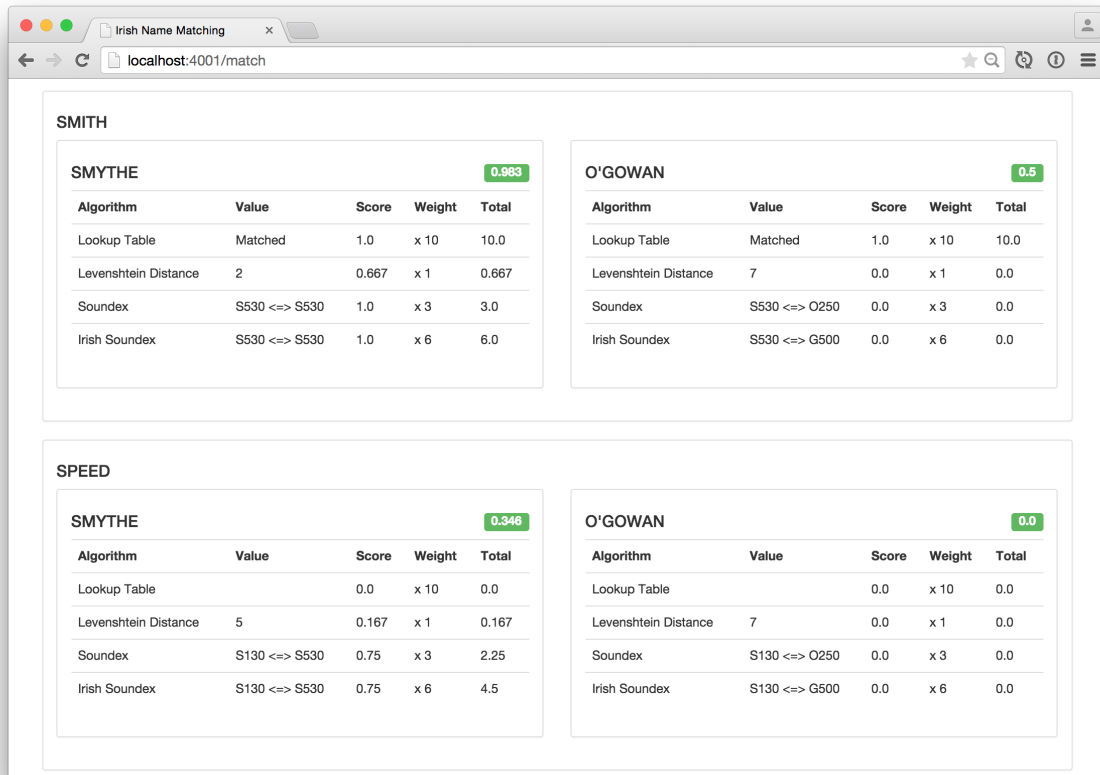 Irish Name Matching
localhost:4001/match
SMITH
SMYTHE 0.983
Algorithm Value Score Weight Total
Lookup Table Matched 1.0 x 10 10.0
Levenshtein Distance 2 0.667 x 1 0.667
Soundex S530 <=> S530 1.0 x 3 3.0
Irish Soundex S530 <=> S530 1.0 x 6 6.0
O'GOWAN 0.5
Algorithm Value Score Weight Total
Lookup Table Matched 1.0 x 10 10.0
Levenshtein Distance 7 0.0 x 1 0.0
Soundex S530 <=> O250 0.0 x 3 0.0
Irish Soundex S530 <=> G500 0.0 x 6 0.0
SPEED
SMYTHE 0.346
Algorithm Value Score Weight Total
Lookup Table 0.0 x 10 0.0
Levenshtein Distance 5 0.167 x 1 0.167
Soundex S130 <=> S530 0.75 x 3 2.25
Irish Soundex S130 <=> S530 0.75 x 6 4.5
O'GOWAN 0.0
Algorithm Value Score Weight Total
Lookup Table 0.0 x 10 0.0
Levenshtein Distance 7 0.0 x 1 0.0
Soundex S130 <=> O250 0.0 x 3 0.0
Irish Soundex S130 <=> G500 0.0 x 6 0.0